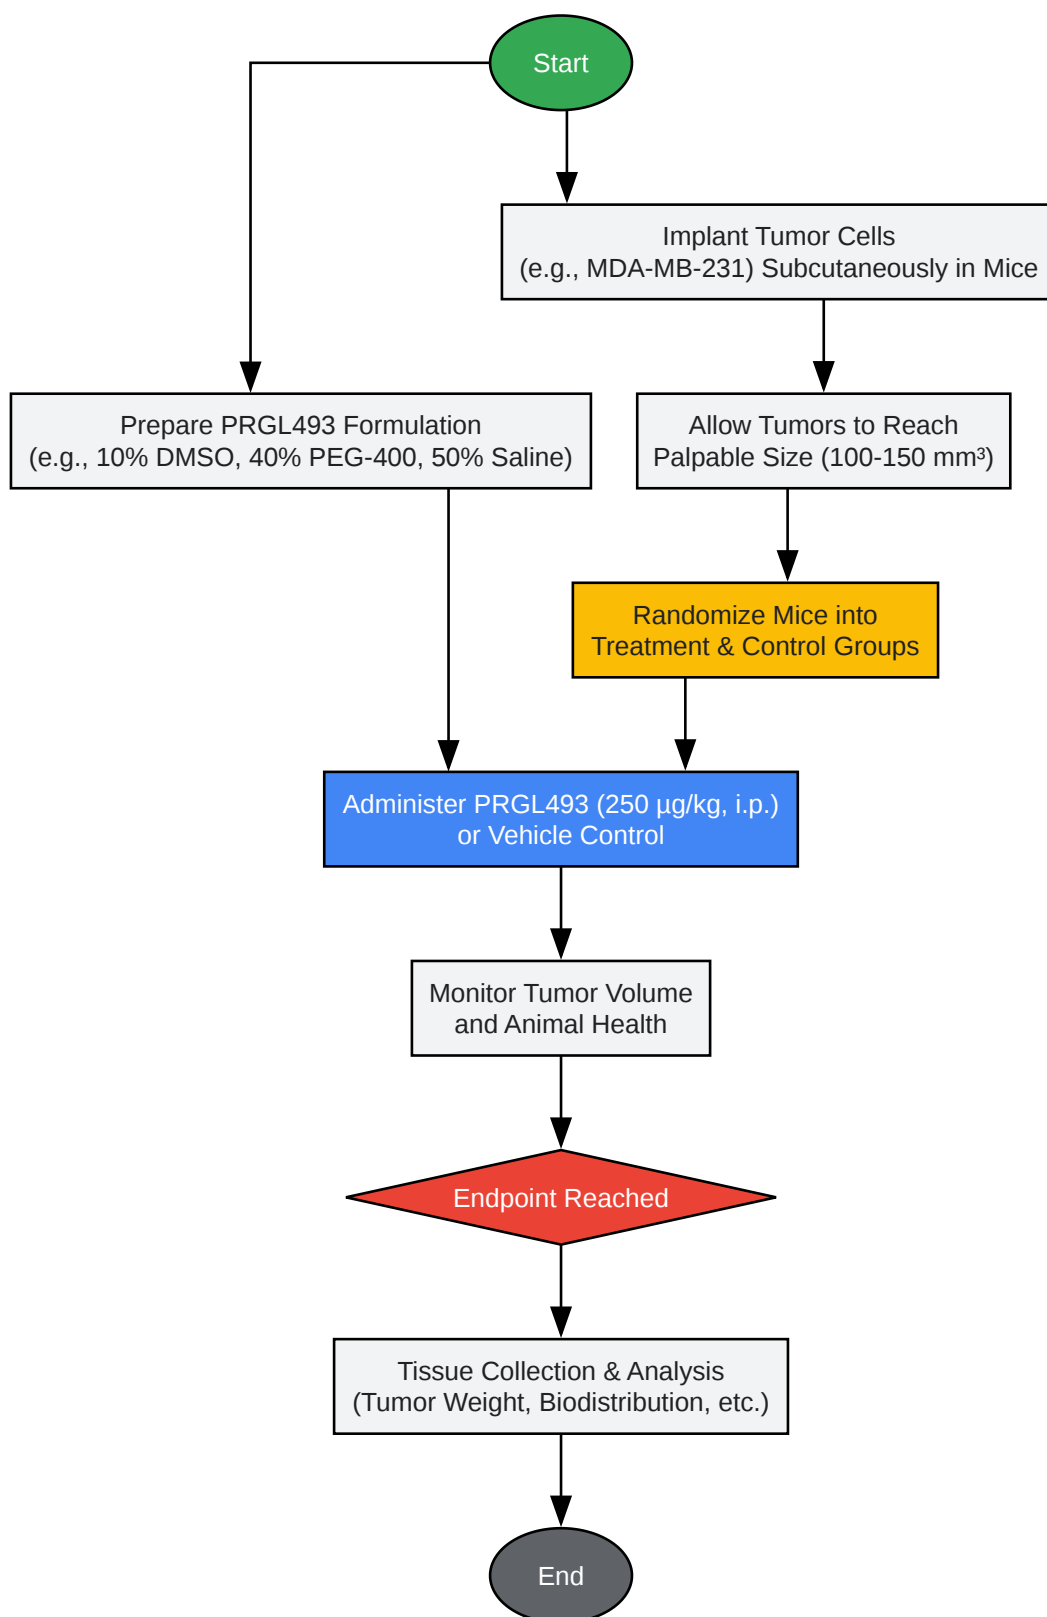 Start
Implant Tumor Cells
(e.g., MDA-MB-231) Subcutaneously in Mice
Prepare PRGL493 Formulation
(e.g., 10% DMSO, 40% PEG-400, 50% Saline)
Allow Tumors to Reach
Palpable Size (100-150 mm³)
Randomize Mice into
Treatment & Control Groups
Administer PRGL493 (250 µg/kg, i.p.)
or Vehicle Control
Monitor Tumor Volume
and Animal Health
Endpoint Reached
Tissue Collection & Analysis
(Tumor Weight, Biodistribution, etc.)
End